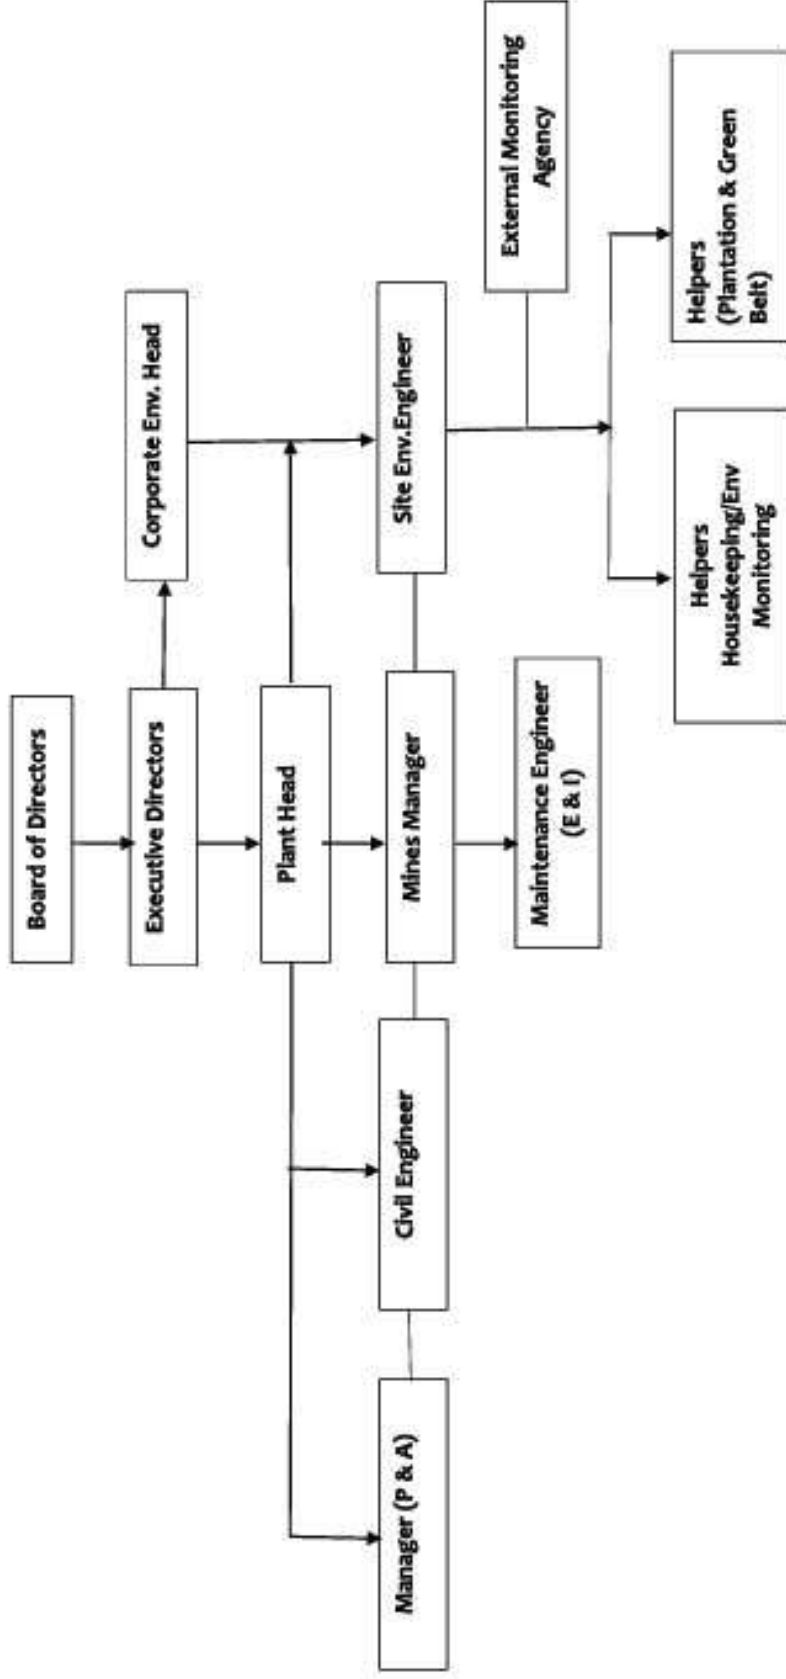 Board of Directors
Executive Directors
Corporate Env. Head
Plant Head
Manager (P & A)
Civil Engineer
Mines Manager
Site Env.Engineer
Maintenance Engineer
(E & I)
External Monitoring
Agency
Helpers
Housekeeping/Env
Monitoring
Helpers
(Plantation & Green
Belt)